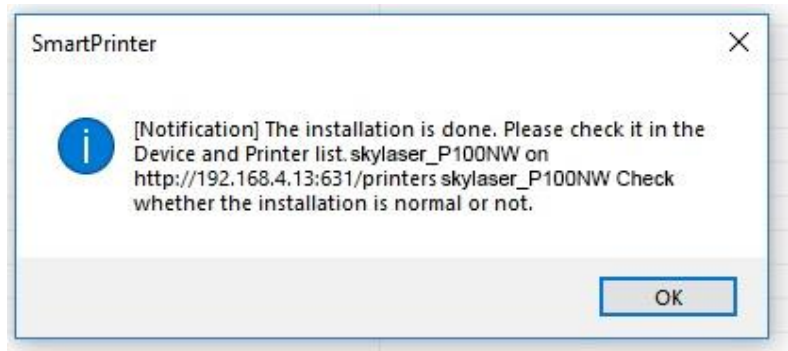 SmartPrinter
[Notification] The installation is done. Please check it in the
Device and Printer list. skylaser_P100NW on
http://192.168.4.13:631/printers skylaser_P100NW Check
whether the installation is normal or not.
OK